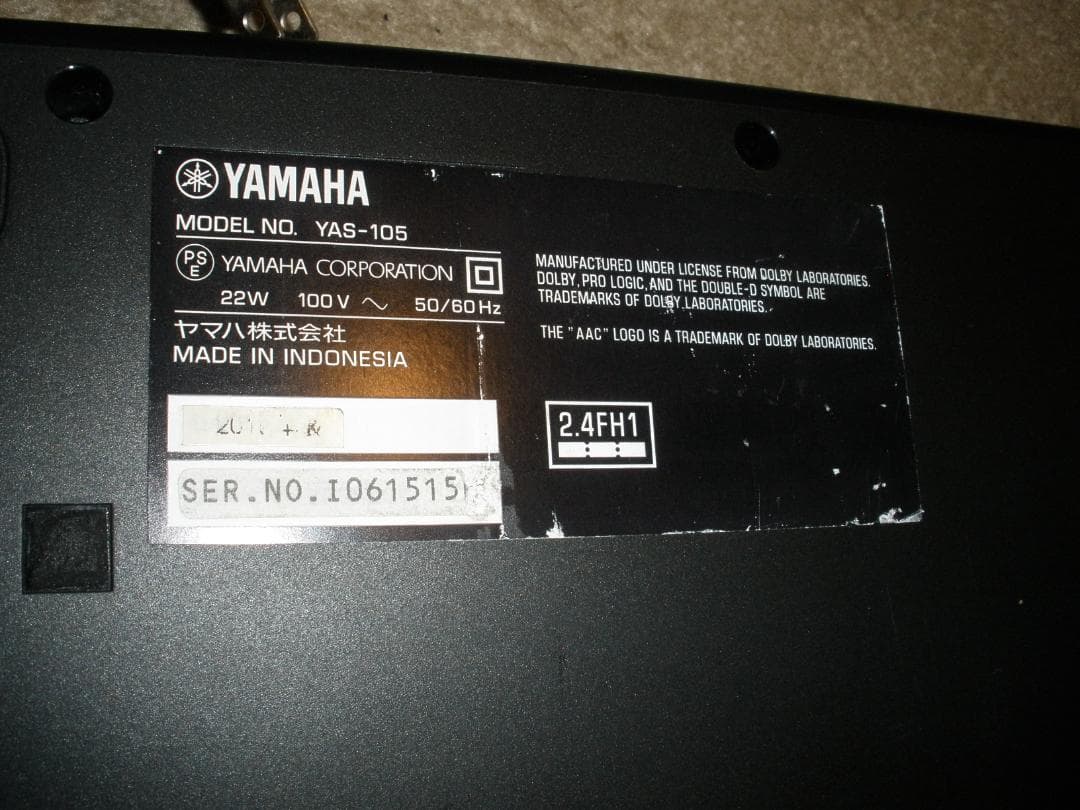 YAMAHA
MODEL NO. YAS-105
PS
E
YAMAHA CORPORATION
22W 100V ～ 50/60Hz
ヤマハ株式会社
MADE IN INDONESIA
SER.NO.I061515
MANUFACTURED UNDER LICENSE FROM DOLBY LABORATORIES.
DOLBY, PRO LOGIC, AND THE DOUBLE-D SYMBOL ARE
TRADEMARKS OF DOLBY LABORATORIES.
THE "AAC" LOGO IS A TRADEMARK OF DOLBY LABORATORIES.
2.4FH1